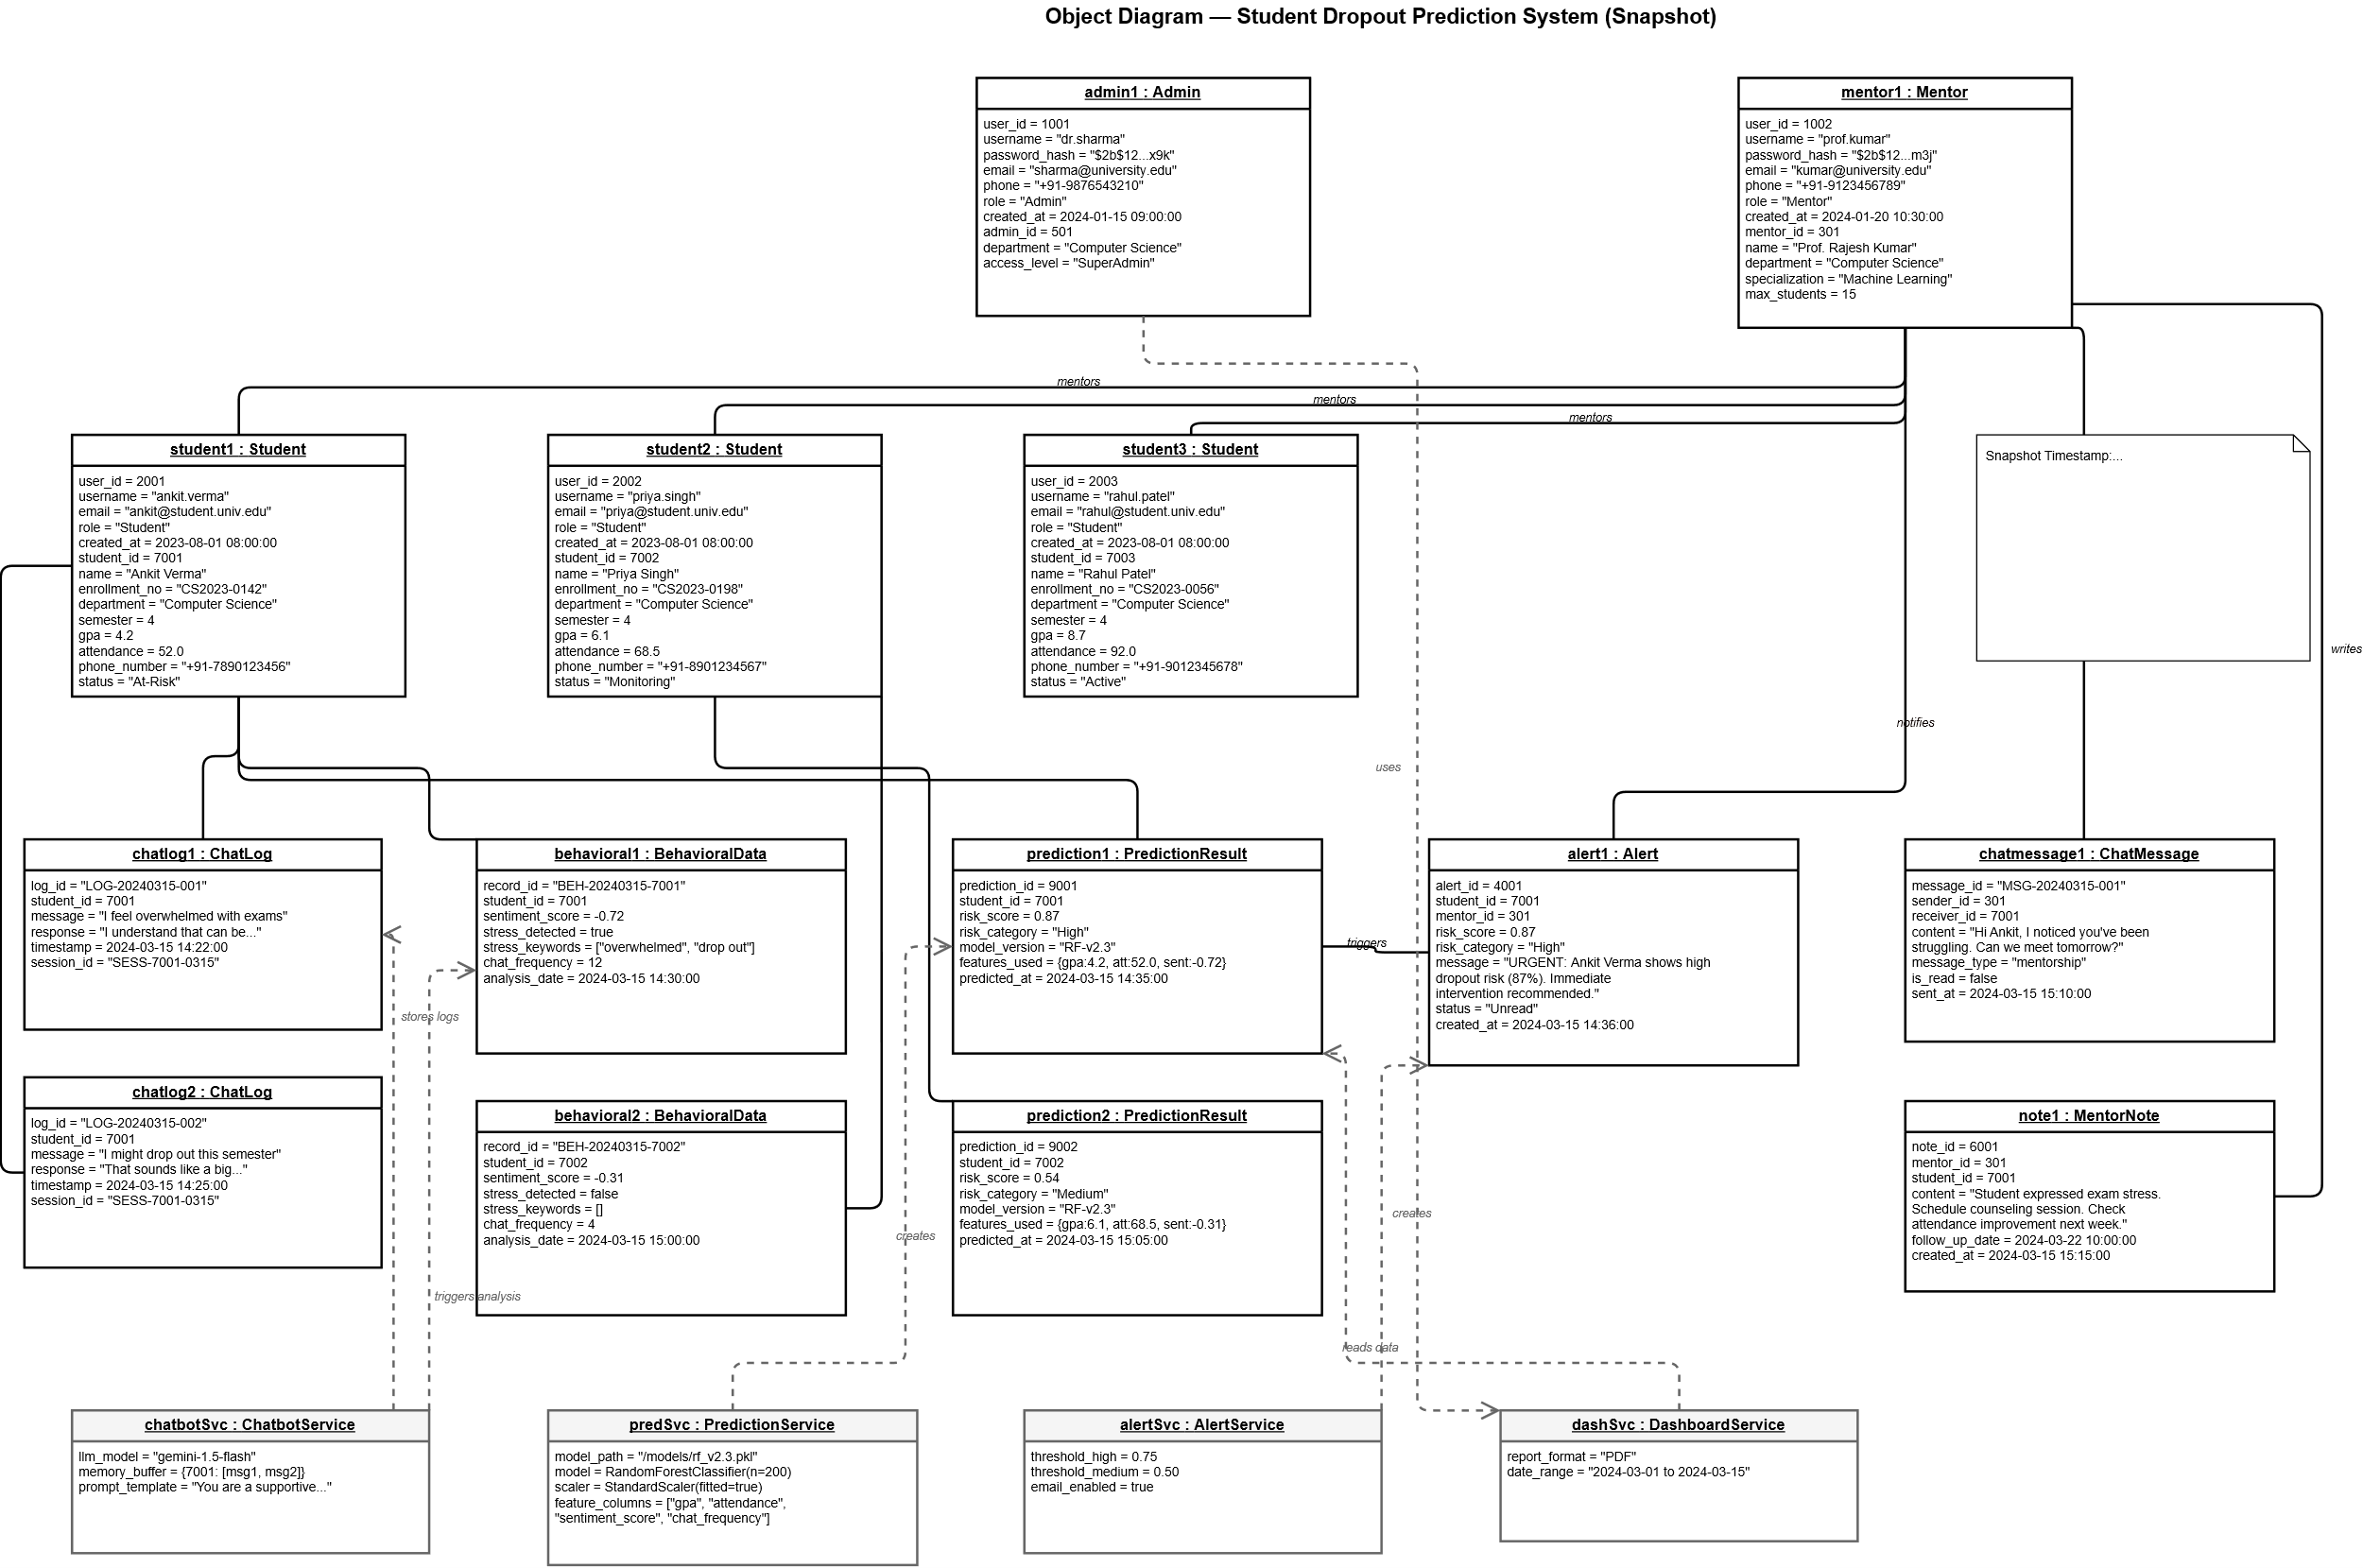 Object Diagram — Student Dropout Prediction System (Snapshot)
admin1 : Admin
user_id = 1001
username = "dr.sharma"
password_hash = "$2b$12...x9k"
email = "sharma@university.edu"
phone = "+91-9876543210"
role = "Admin"
created_at = 2024-01-15 09:00:00
admin_id = 501
department = "Computer Science"
access_level = "SuperAdmin"
mentor1 : Mentor
user_id = 1002
username = "prof.kumar"
password_hash = "$2b$12...m3j"
email = "kumar@university.edu"
phone = "+91-9123456789"
role = "Mentor"
created_at = 2024-01-20 10:30:00
mentor_id = 301
name = "Prof. Rajesh Kumar"
department = "Computer Science"
specialization = "Machine Learning"
max_students = 15
mentors
mentors
mentors
student1 : Student
user_id = 2001
username = "ankit.verma"
email = "ankit@student.univ.edu"
role = "Student"
created_at = 2023-08-01 08:00:00
student_id = 7001
name = "Ankit Verma"
enrollment_no = "CS2023-0142"
department = "Computer Science"
semester = 4
gpa = 4.2
attendance = 52.0
phone_number = "+91-7890123456"
status = "At-Risk"
student2 : Student
user_id = 2002
username = "priya.singh"
email = "priya@student.univ.edu"
role = "Student"
created_at = 2023-08-01 08:00:00
student_id = 7002
name = "Priya Singh"
enrollment_no = "CS2023-0198"
department = "Computer Science"
semester = 4
gpa = 6.1
attendance = 68.5
phone_number = "+91-8901234567"
status = "Monitoring"
student3 : Student
user_id = 2003
username = "rahul.patel"
email = "rahul@student.univ.edu"
role = "Student"
created_at = 2023-08-01 08:00:00
student_id = 7003
name = "Rahul Patel"
enrollment_no = "CS2023-0056"
department = "Computer Science"
semester = 4
gpa = 8.7
attendance = 92.0
phone_number = "+91-9012345678"
status = "Active"
Snapshot Timestamp:...
writes
notifies
uses
chatlog1 : ChatLog
log_id = "LOG-20240315-001"
student_id = 7001
message = "I feel overwhelmed with exams"
response = "I understand that can be..."
timestamp = 2024-03-15 14:22:00
session_id = "SESS-7001-0315"
behavioral1 : BehavioralData
record_id = "BEH-20240315-7001"
student_id = 7001
sentiment_score = -0.72
stress_detected = true
stress_keywords = ["overwhelmed", "drop out"]
chat_frequency = 12
analysis_date = 2024-03-15 14:30:00
prediction1 : PredictionResult
prediction_id = 9001
student_id = 7001
risk_score = 0.87
risk_category = "High"
model_version = "RF-v2.3"
features_used = {gpa:4.2, att:52.0, sent:-0.72}
predicted_at = 2024-03-15 14:35:00
triggers
alert1 : Alert
alert_id = 4001
student_id = 7001
mentor_id = 301
risk_score = 0.87
risk_category = "High"
message = "URGENT: Ankit Verma shows high
dropout risk (87%). Immediate
intervention recommended."
status = "Unread"
created_at = 2024-03-15 14:36:00
chatmessage1 : ChatMessage
message_id = "MSG-20240315-001"
sender_id = 301
receiver_id = 7001
content = "Hi Ankit, I noticed you've been
struggling. Can we meet tomorrow?"
message_type = "mentorship"
is_read = false
sent_at = 2024-03-15 15:10:00
stores logs
chatlog2 : ChatLog
log_id = "LOG-20240315-002"
student_id = 7001
message = "I might drop out this semester"
response = "That sounds like a big..."
timestamp = 2024-03-15 14:25:00
session_id = "SESS-7001-0315"
behavioral2 : BehavioralData
record_id = "BEH-20240315-7002"
student_id = 7002
sentiment_score = -0.31
stress_detected = false
stress_keywords = []
chat_frequency = 4
analysis_date = 2024-03-15 15:00:00
creates
prediction2 : PredictionResult
prediction_id = 9002
student_id = 7002
risk_score = 0.54
risk_category = "Medium"
model_version = "RF-v2.3"
features_used = {gpa:6.1, att:68.5, sent:-0.31}
predicted_at = 2024-03-15 15:05:00
creates
note1 : MentorNote
note_id = 6001
mentor_id = 301
student_id = 7001
content = "Student expressed exam stress.
Schedule counseling session. Check
attendance improvement next week."
follow_up_date = 2024-03-22 10:00:00
created_at = 2024-03-15 15:15:00
triggers analysis
reads data
chatbotSvc : ChatbotService
llm_model = "gemini-1.5-flash"
memory_buffer = {7001: [msg1, msg2]}
prompt_template = "You are a supportive..."
predSvc : PredictionService
model_path = "/models/rf_v2.3.pkl"
model = RandomForestClassifier(n=200)
scaler = StandardScaler(fitted=true)
feature_columns = ["gpa", "attendance",
"sentiment_score", "chat_frequency"]
alertSvc : AlertService
threshold_high = 0.75
threshold_medium = 0.50
email_enabled = true
dashSvc : DashboardService
report_format = "PDF"
date_range = "2024-03-01 to 2024-03-15"